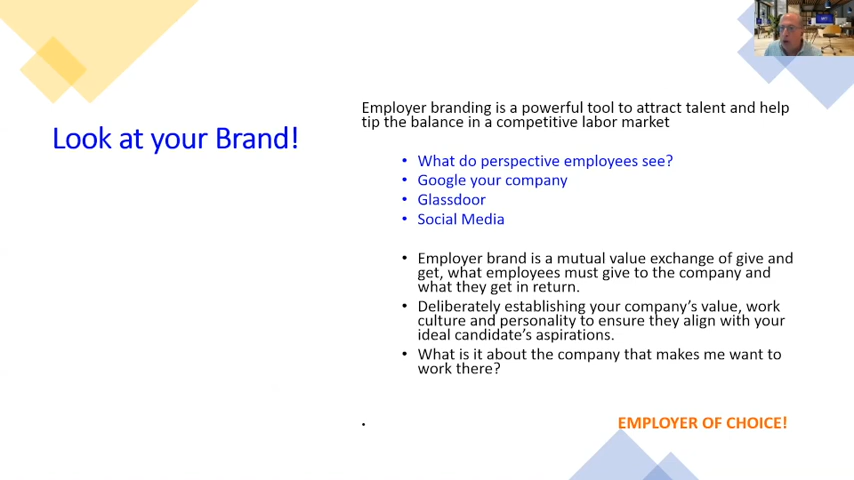 Look at your Brand!
Employer branding is a powerful tool to attract talent and help
tip the balance in a competitive labor market
• What do perspective employees see?
• Google your company
• Glassdoor
• Social Media
• Employer brand is a mutual value exchange of give and
get, what employees must give to the company and
what they get in return.
• Deliberately establishing your company's value, work
culture and personality to ensure they align with your
ideal candidate's aspirations.
• What is it about the company that makes me want to
work there?
•
EMPLOYER OF CHOICE!